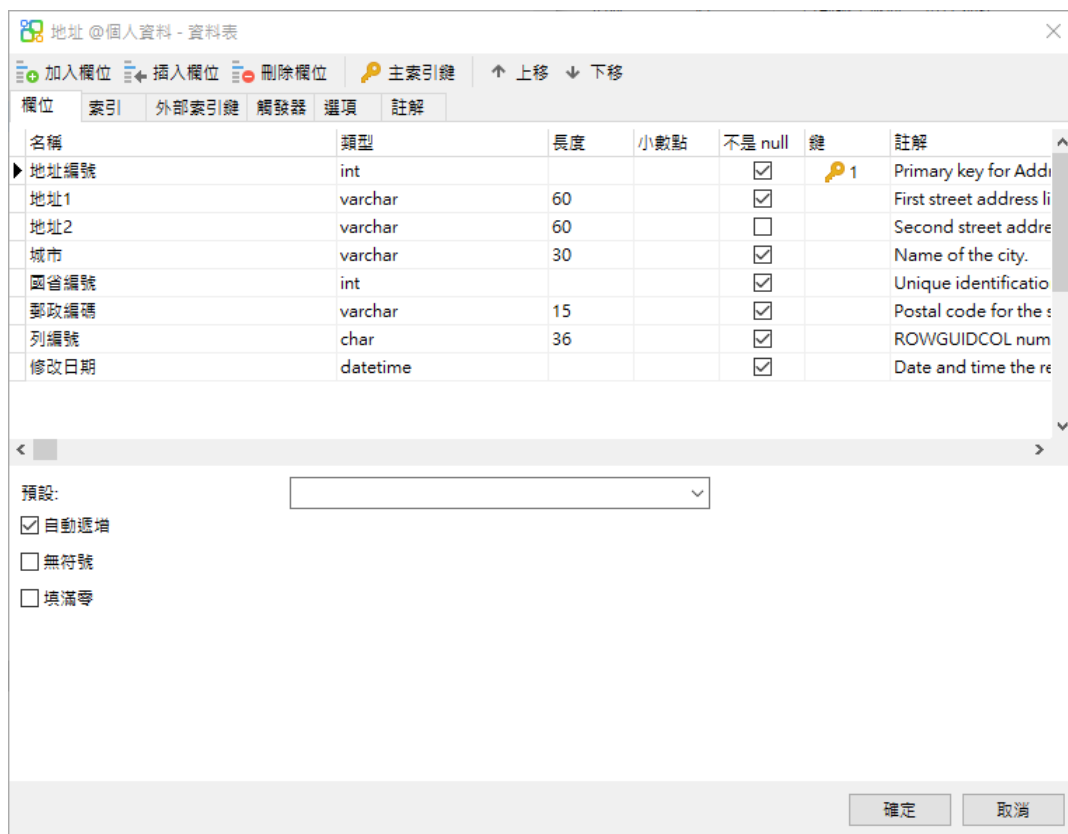 地址 @個人資料 - 資料表
加入欄位 插入欄位 刪除欄位 主索引鍵 上移 下移
欄位 索引 外部索引鍵 觸發器 選項 註解
名稱 類型 長度 小數點 不是 null 鍵 註解
地址編號 int 1 Primary key for Addr
地址1 varchar 60 First street address li
地址2 varchar 60 Second street addre
城市 varchar 30 Name of the city.
國省編號 int Unique identificatio
郵政編碼 varchar 15 Postal code for the s
列編號 char 36 ROWGUIDCOL num
修改日期 datetime Date and time the re
預設:
自動遞增
無符號
填滿零
確定 取消